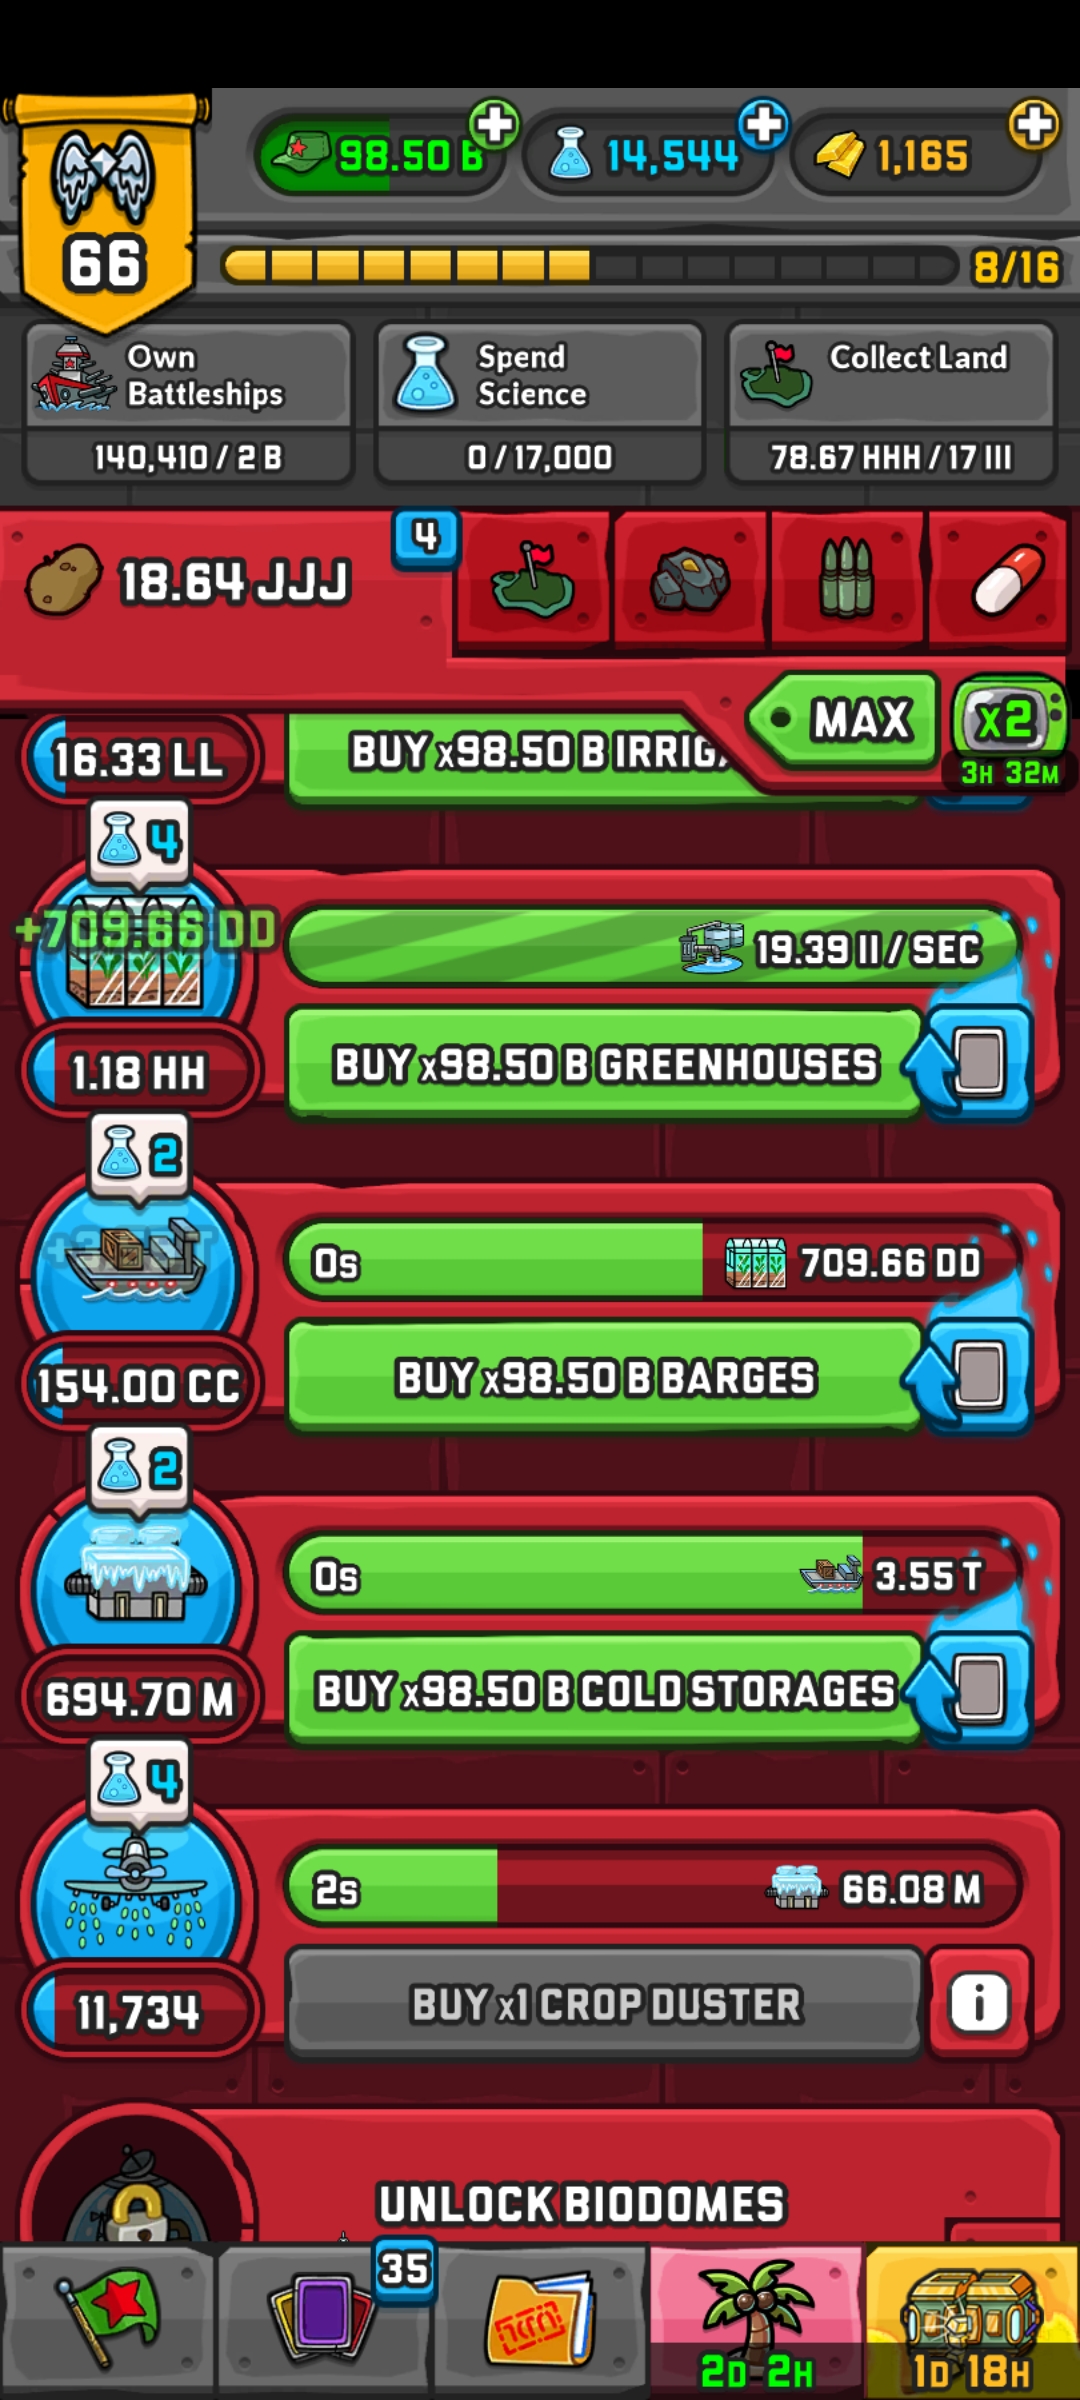 98.50 B
14,544
1,165
66
8/16
Own
Battleships
140,410 / 2 B
Spend
Science
0 / 17,000
Collect Land
78.67 HHH / 17 III
18.64 JJJ
4
MAX
x2
3H 32M
16.33 LL
BUY x98.50 B
4
+709.66 DD
19.39 II / SEC
1.18 HH
BUY x98.50 B GREENHOUSES
2
0s
709.66 DD
154.00 CC
BUY x98.50 B BARGES
2
0s
3.55 T
694.70 M
BUY x98.50 B COLD STORAGES
4
2s
66.08 M
11,734
BUY x1 CROP DUSTER
i
UNLOCK BIODOMES
35
2D 2H
1D 18H